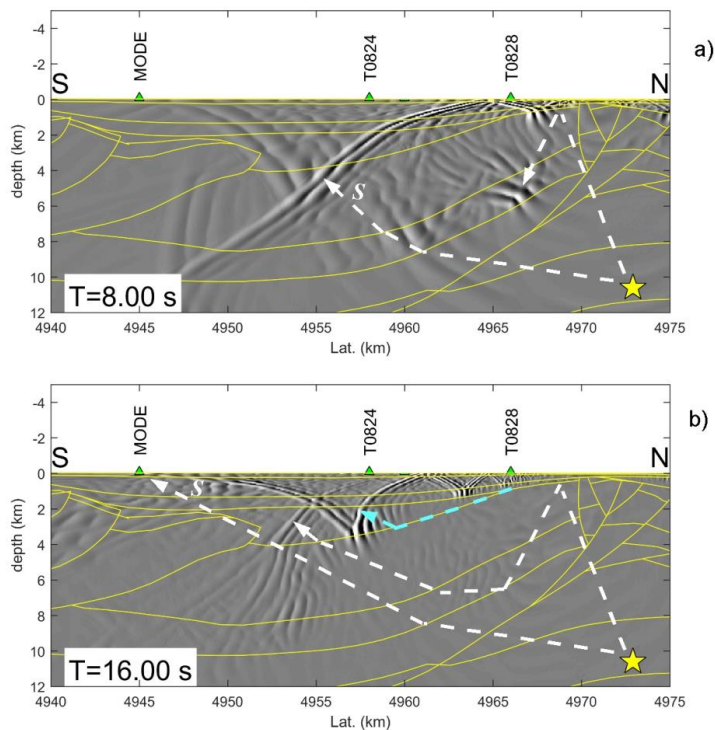 a)
MODE
T0824
T0828
S
N
-4
-2
0
2
4
6
8
10
12
depth (km)
S
T=8.00 s
4940 4945 4950 4955 4960 4965 4970 4975
Lat. (km)
b)
MODE
T0824
T0828
S
N
-4
-2
0
2
4
6
8
10
12
depth (km)
S
T=16.00 s
4940 4945 4950 4955 4960 4965 4970 4975
Lat. (km)